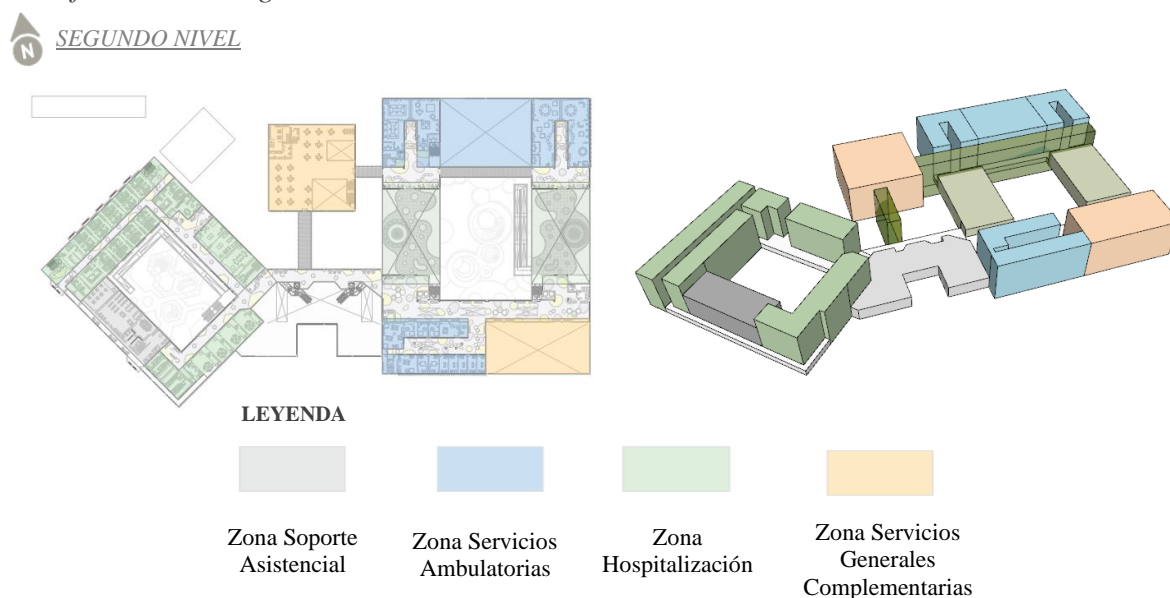 N
SEGUNDO NIVEL
LEYENDA
Zona Soporte
Asistencial
Zona Servicios
Ambulatorias
Zona
Hospitalización
Zona Servicios
Generales
Complementarias